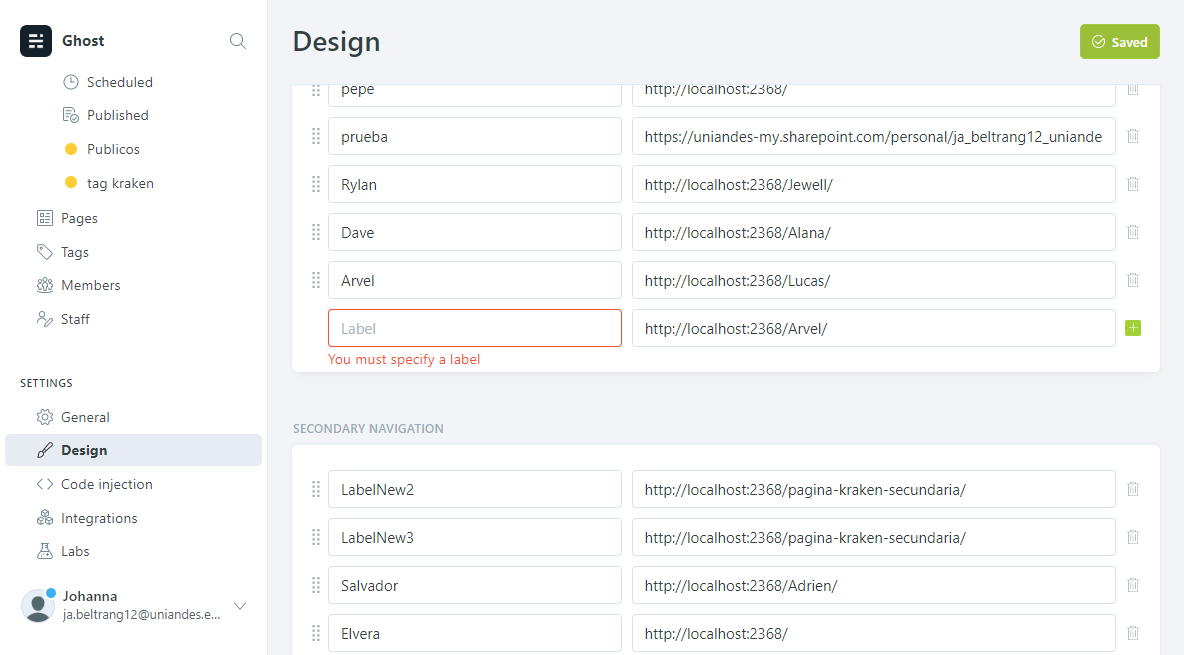 Ghost
Scheduled
Published
Publicos
tag kraken
Pages
Tags
Members
Staff
SETTINGS
General
Design
Code injection
Integrations
Labs
Johanna
ja.beltrang12@uniandes.e...
Design
Saved
pepe http://localhost:2368/
prueba https://uniandes-my.sharepoint.com/personal/ja_beltrang12_uniande
Rylan http://localhost:2368/Jewell/
Dave http://localhost:2368/Alana/
Arvel http://localhost:2368/Lucas/
Label http://localhost:2368/Arvel/
You must specify a label
SECONDARY NAVIGATION
LabelNew2 http://localhost:2368/pagina-kraken-secundaria/
LabelNew3 http://localhost:2368/pagina-kraken-secundaria/
Salvador http://localhost:2368/Adrien/
Elvera http://localhost:2368/